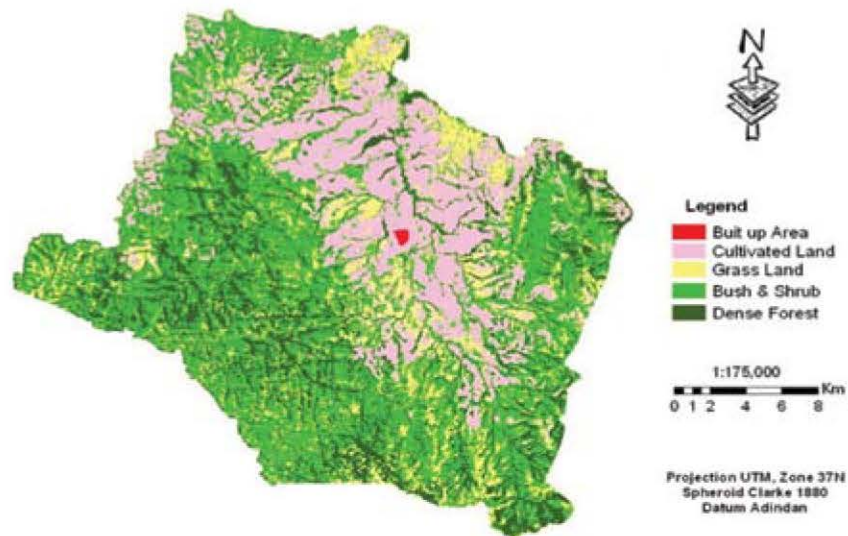 N
Legend
Buit up Area
Cultivated Land
Grass Land
Bush & Shrub
Dense Forest
1:175,000
Km
0 1 2 4 6 8
Projection UTM, Zone 37N
Spheroid Clarke 1880
Datum Adindan